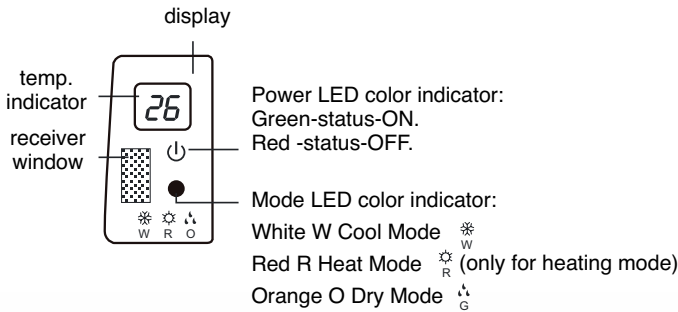 display
temp.
indicator
26
receiver
window
W R O
Power LED color indicator:
Green-status-ON.
Red -status-OFF.
Mode LED color indicator:
White W Cool Mode W
Red R Heat Mode R (only for heating mode)
Orange O Dry Mode G